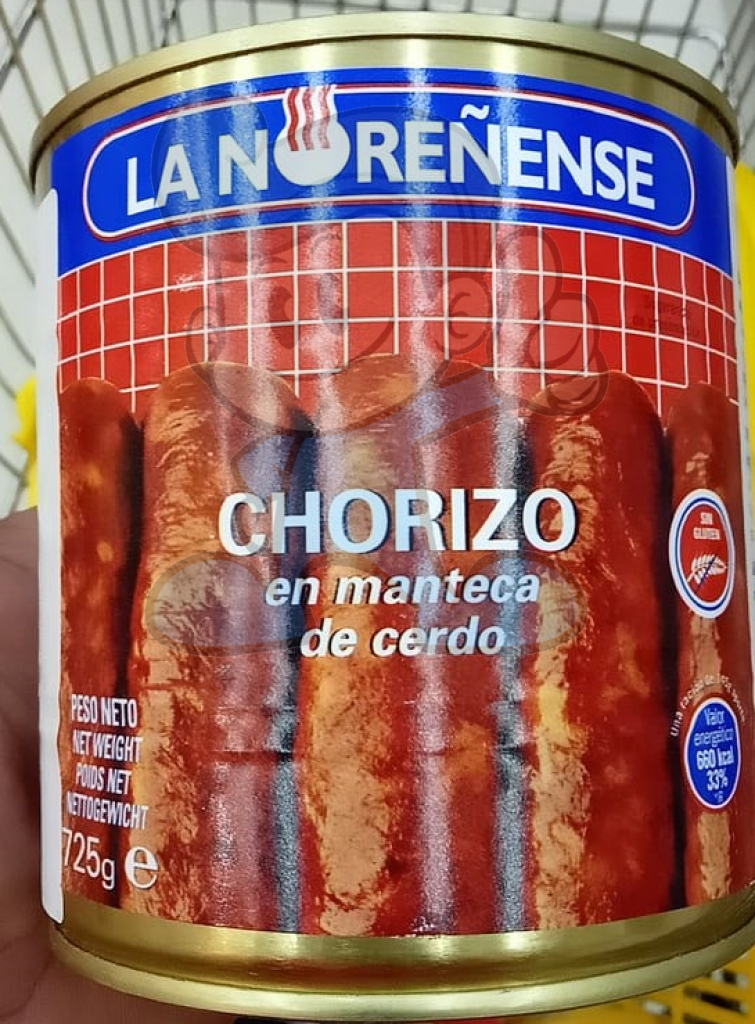 LA NOREÑENSE
CHORIZO
en manteca
de cerdo
SIN
GLUTEN
PESO NETO
NET WEIGHT
POIDS NET
NETTOGEWICHT
725g e
Valor
energético
660 kcal
33%